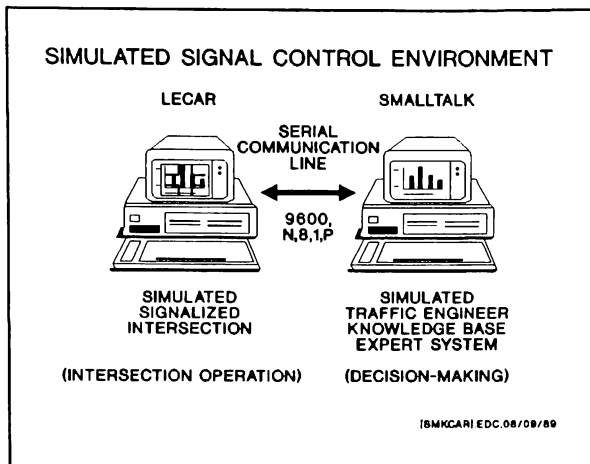 SIMULATED SIGNAL CONTROL ENVIRONMENT
LECAR
SMALLTALK
SERIAL
COMMUNICATION
LINE
9600,
N,8,1,P
SIMULATED
SIGNALIZED
INTERSECTION
(INTERSECTION OPERATION)
SIMULATED
TRAFFIC ENGINEER
KNOWLEDGE BASE
EXPERT SYSTEM
(DECISION-MAKING)
[SMKCAR] EDC.08/09/89